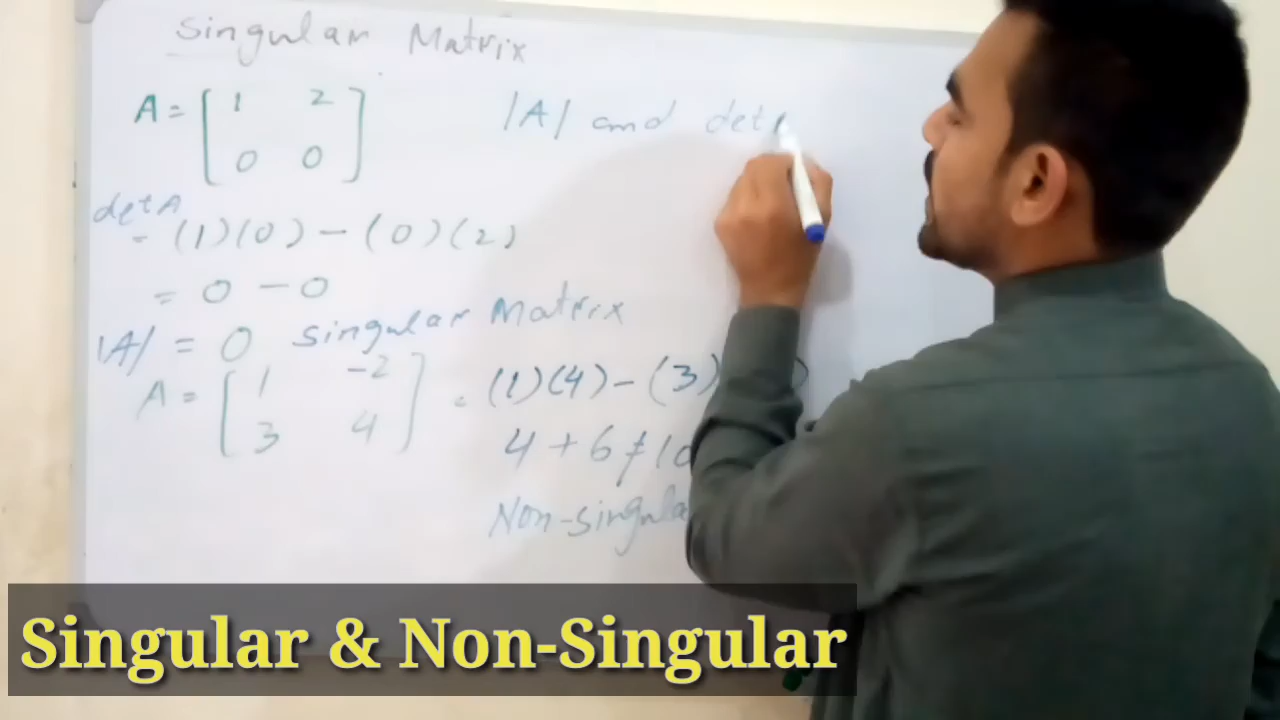 Singular Matrix
A = [ 1 2
0 0 ]
|A| and det
det A
= (1)(0) - (0)(2)
= 0 - 0
|A| = 0 singular Matrix
A = [ 1 -2
3 4 ]
= (1)(4) - (3)
4 + 6 ≠ 10
Non-singular
Singular & Non-Singular